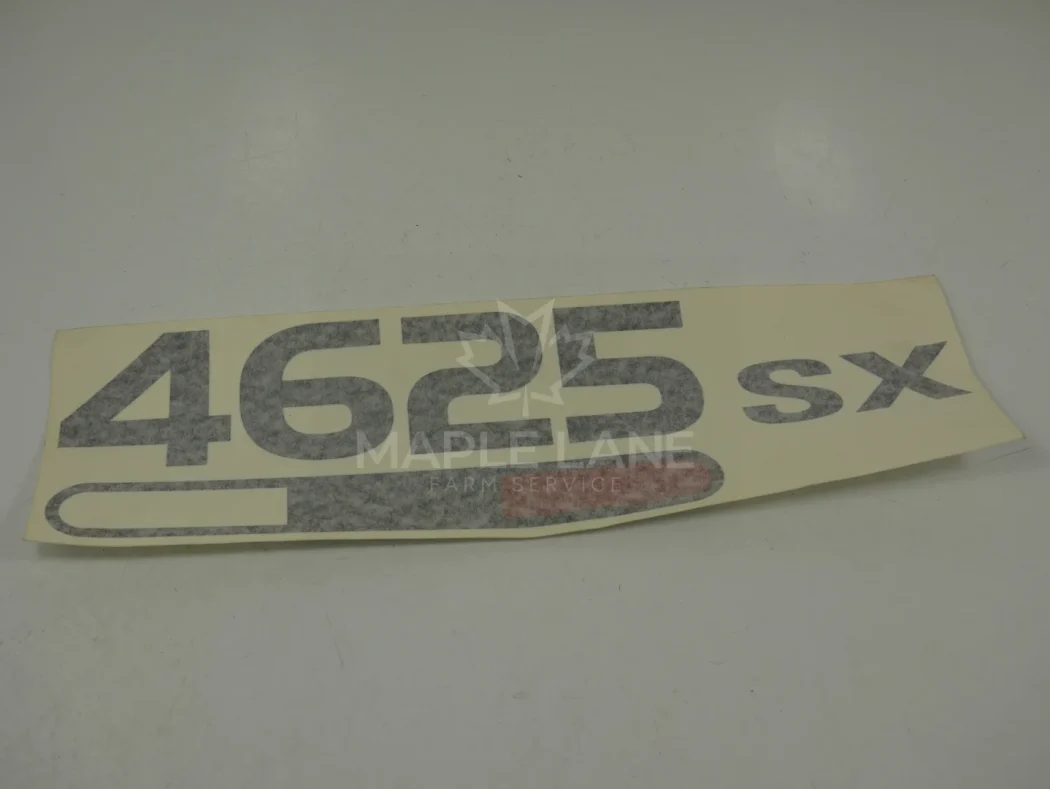 4625 SX
MAPLE LANE
FARM SERVICE